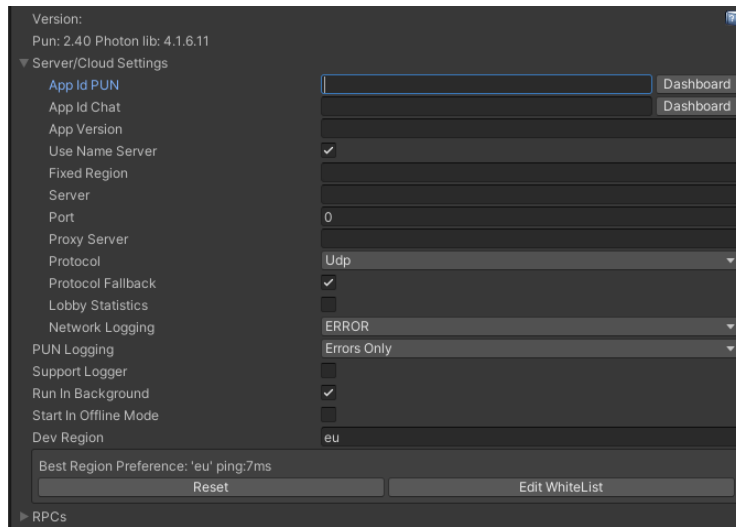 Version:
Pun: 2.40 Photon lib: 4.1.6.11
Server/Cloud Settings
App Id PUN Dashboard
App Id Chat Dashboard
App Version
Use Name Server
Fixed Region
Server
Port 0
Proxy Server
Protocol Udp
Protocol Fallback
Lobby Statistics
Network Logging ERROR
PUN Logging Errors Only
Support Logger
Run In Background
Start In Offline Mode
Dev Region eu
Best Region Preference: 'eu' ping:7ms
Reset Edit WhiteList
RPCs